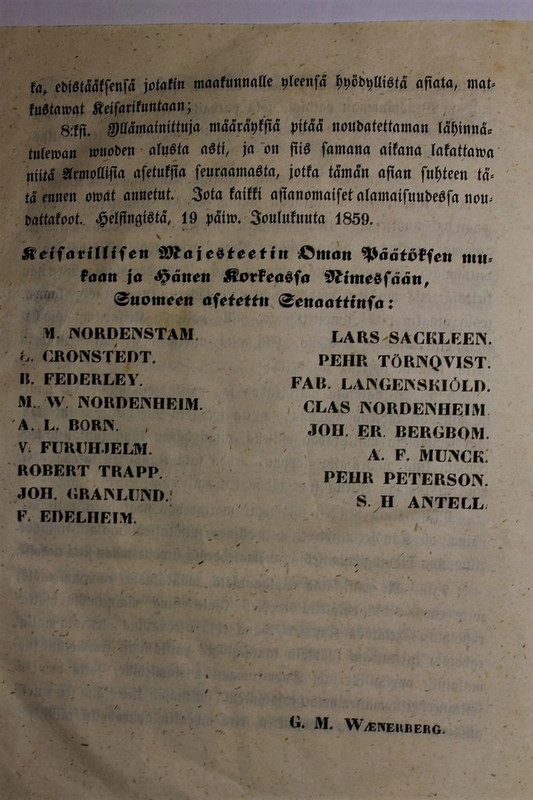 ka, edistääksensä jotakin maakunnalle yleensä hyödyllistä asiata, mat=
kustawat Keisarikuntaan;
8:ksi. Yllämainittuja määräyksiä pitää noudatettaman lähinnä=
tulewan wuoden alusta asti, ja on siis samana aikana lakattawa
niitä Armollisia asetuksia seuraamasta, jotka tämän asian suhteen tä=
tä ennen owat annetut. Jota kaikki asianomaiset alamaisuudessa nou=
dattakoot. Helsingistä, 19 päiw. Joulukuuta 1859.
Keisarillisen Majesteetin Oman Päätöksen mu=
kaan ja Hänen Korkeassa Nimessään,
Suomeen asetettu Senaattinsa:
M. NORDENSTAM.
CRONSTEDT.
B. FEDERLEY.
M. W. NORDENHEIM.
A. L. BORN.
V. FURUHJELM.
ROBERT TRAPP.
JOH. GRANLUND.
F. EDELHEIM.
LARS SACKLEEN.
PEHR TÖRNQVIST.
FAB. LANGENSKIÖLD.
CLAS NORDENHEIM
JOH. ER. BERGBOM.
A. F. MUNCK.
PEHR PETERSON.
S. H ANTELL.
G. M. WÆNERBERG.